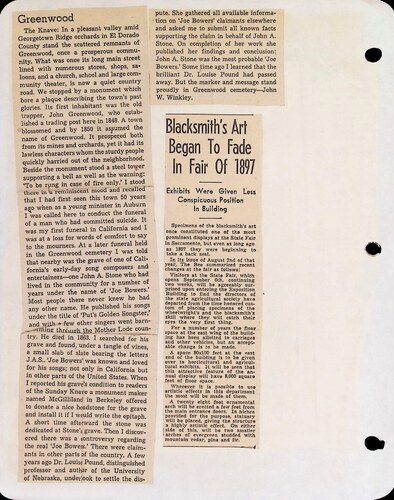 Greenwood
The Knave: In a pleasant valley amid
Georgetown Ridge orchards in El Dorado
County stand the scattered remnants of
Greenwood, once a prosperous commu-
nity. What was once its long main street
lined with numerous stores, shops, sa-
loons, and a church, school and large com-
munity theater, is now a quiet country
road. We stopped by a monument which
bore a plaque describing the town's past
glories. Its first inhabitant was the old
trapper, John Greenwood, who estab-
lished a trading post here in 1848. A town
blossomed and by 1850 it assumed the
name of Greenwood. It prospered both
from its mines and orchards, yet it had its
lawless characters whom the sturdy people
quickly harried out of the neighborhood.
Beside the monument stood a steel tower
supporting a bell as well as the warning:
'To be rung in case of fire only.' I stood
there in a reminiscent mood and recalled
that I had first seen this town 50 years
ago when as a young minister in Auburn
I was called here to conduct the funeral
of a man who had committed suicide. It
was my first funeral in California and I
was at a loss for words of comfort to say
to the mourners. At a later funeral held
in the Greenwood cemetery I was told
that nearby was the grave of one of Cal-
ifornia's early-day song composers and
entertainers—one John A. Stone who had
lived in the community for a number of
years under the name of 'Joe Bowers.'
Most people there never knew he had
any other name. He published his songs
under the title of 'Put's Golden Songster,'
and with a few other singers went barn-
storming through the Mother Lode coun-
try. He died in 1863. I searched for his
grave and found, under a tangle of vines,
a small slab of slate bearing the letters
J.A.S. 'Joe Bowers' was known and loved
for his songs; not only in California but
in other parts of the United States. When
I reported his grave's condition to readers
of the Sunday Knave a monument maker
named McGilliland in Berkeley offered
to donate a nice headstone for the grave
and install it if I would write the epitaph.
A short time afterward the stone was
dedicated at Stone's grave. Then I discov-
ered there was a controversy regarding
the real 'Joe Bowers.' There were claim-
ants in other parts of the country. A few
years ago Dr. Louise Pound, distinguished
professor and author of the University
of Nebraska, undertook to settle the dis-
pute. She gathered all available information
on 'Joe Bowers' claimants elsewhere
and asked me to submit all known facts
supporting the claim in behalf of John A.
Stone. On completion of her work she
published her findings and conclusion:
John A. Stone was the most probable 'Joe
Bowers.' Some time ago I learned that the
brilliant Dr. Louise Pound had passed
away. But the marker and message stand
proudly in Greenwood cemetery—John
W. Winkley.
Blacksmith's Art
Began To Fade
In Fair Of 1897
Exhibits Were Given Less
Conspicuous Position
In Building
Specimens of the blacksmith's art
once constituted one of the most
prominent displays at the State Fair
in Sacramento, but even as long ago
as 1897 they were beginning to
take a back seat.
In its issue of August 2nd of that
year, The Bee summarized recent
changes at the fair as follows:
Visitors at the State Fair, which
opens September 6th, continuing
two weeks, will be agreeably sur-
prised upon entering the Exposition
Building to find the directors of the
state agricultural society have
departed from the time honored cus-
tom of placing specimens of the
wheelwright's and the blacksmith's
skill where they will catch their
eyes the very first thing.
For a number of years the floor
space at the east wing of the build-
ing has been allotted to carriages
and other vehicles, but an accept-
able change is to be made.
A space 80x100 feet at the east
end of the building is to be given
over to horticultural and agricul-
tural exhibits. It will be seen that
this attractive feature of the an-
nual display will have 8,000 square
feet of floor space.
Wherever it is possible to use
artistic effects in this department
the most will be made of them.
A twenty eight foot ornamental
arch will be erected a few feet from
the main entrance doors. In niches
provided for the purpose, statuary
will be placed, giving the structure
a highly artistic effect. On either
side of this, will be two smaller
arches of evergreen studded with
mountain cedar, pine and fir.